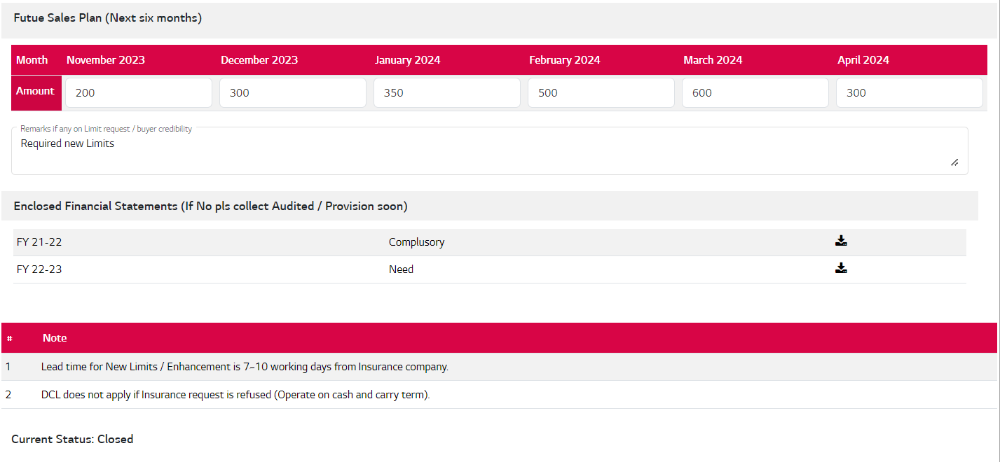 Futue Sales Plan (Next six months)
Month November 2023 December 2023 January 2024 February 2024 March 2024 April 2024
Amount 200 300 350 500 600 300
Remarks if any on Limit request / buyer credibility
Required new Limits
Enclosed Financial Statements (If No pls collect Audited / Provision soon)
FY 21-22 Complusory
FY 22-23 Need
# Note
1 Lead time for New Limits / Enhancement is 7–10 working days from Insurance company.
2 DCL does not apply if Insurance request is refused (Operate on cash and carry term).
Current Status: Closed